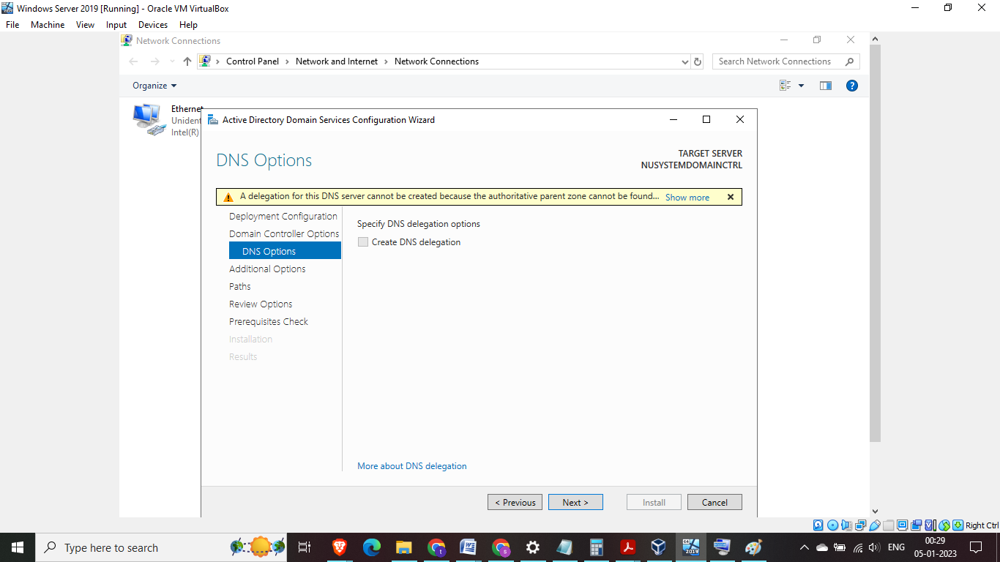 Windows Server 2019 [Running] - Oracle VM VirtualBox
File Machine View Input Devices Help
Network Connections
Control Panel > Network and Internet > Network Connections
Search Network Connections
Organize
Ethernet
Unident
Intel(R)
Active Directory Domain Services Configuration Wizard
DNS Options
TARGET SERVER
NUSYSTEMDOMAINCTRL
A delegation for this DNS server cannot be created because the authoritative parent zone cannot be found... Show more
Deployment Configuration
Domain Controller Options
DNS Options
Additional Options
Paths
Review Options
Prerequisites Check
Installation
Results
Specify DNS delegation options
Create DNS delegation
More about DNS delegation
< Previous Next > Install Cancel
Right Ctrl
Type here to search
2019
ENG
00:29
05-01-2023